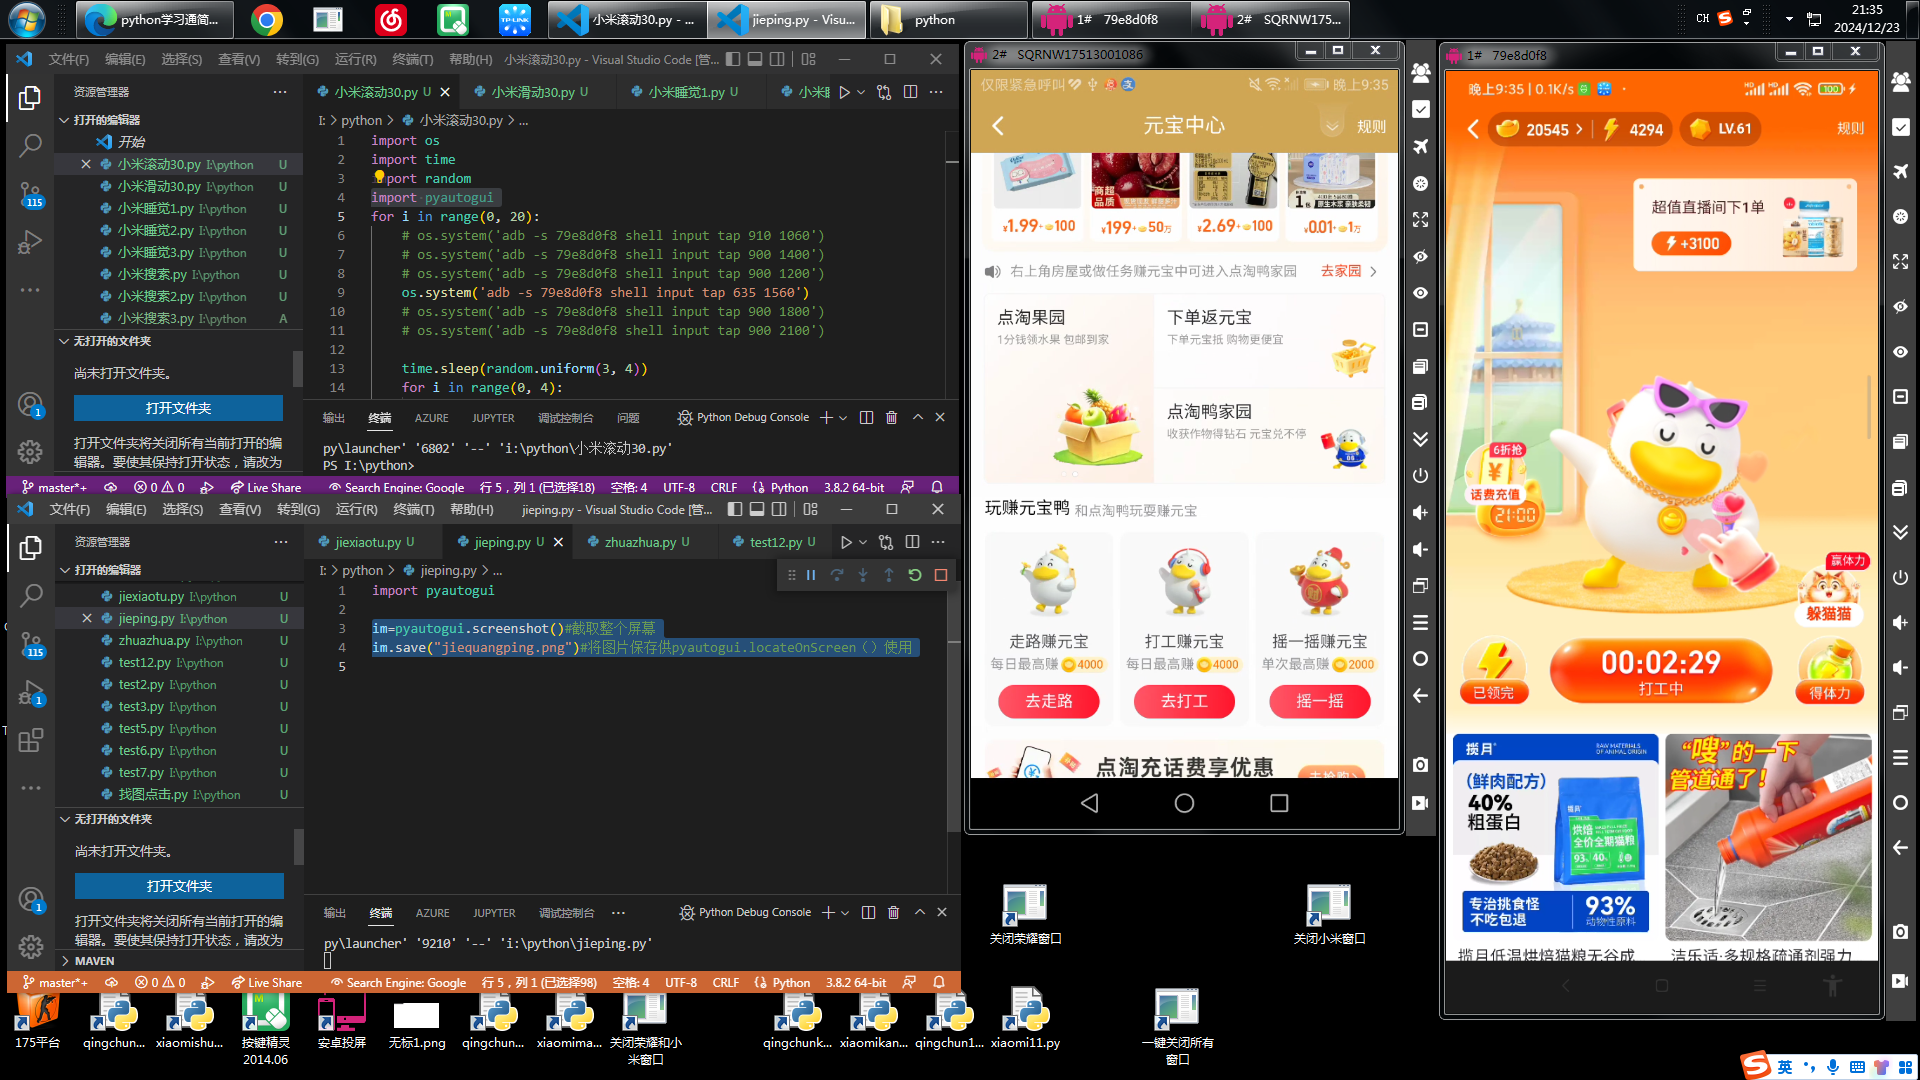 python学习通简...
小米滚动30.py - ...
jieping.py - Visu...
python
1# 79e8d0f8
2# SQRNW175...
CH
21:35
2024/12/23
文件(F) 编辑(E) 选择(S) 查看(V) 转到(G) 运行(R) 终端(T) 帮助(H) 小米滚动30.py - Visual Studio Code [管...
资源管理器
打开的编辑器
开始
小米滚动30.py I:\python U
小米滑动30.py I:\python U
小米睡觉1.py I:\python U
小米睡觉2.py I:\python U
小米睡觉3.py I:\python U
小米搜索.py I:\python U
小米搜索2.py I:\python U
小米搜索3.py I:\python A
115
无打开的文件夹
尚未打开文件夹。
打开文件夹
打开文件夹将关闭所有当前打开的编
辑器。要使其保持打开状态，请改为
小米滚动30.py U
小米滑动30.py U
小米睡觉1.py U
I: > python > 小米滚动30.py > ...
1 import os
2 import time
3 import random
4 import pyautogui
5 for i in range(0, 20):
6 # os.system('adb -s 79e8d0f8 shell input tap 910 1060')
7 # os.system('adb -s 79e8d0f8 shell input tap 900 1400')
8 # os.system('adb -s 79e8d0f8 shell input tap 900 1200')
9 os.system('adb -s 79e8d0f8 shell input tap 635 1560')
10 # os.system('adb -s 79e8d0f8 shell input tap 900 1800')
11 # os.system('adb -s 79e8d0f8 shell input tap 900 2100')
12
13 time.sleep(random.uniform(3, 4))
14 for i in range(0, 4):
输出 终端 AZURE JUPYTER 调试控制台 问题 Python Debug Console
py\launcher' '6802' '--' 'i:\python\小米滚动30.py'
PS I:\python>
master*+ 0 0 Live Share Search Engine: Google 行 5，列 1 (已选择18) 空格: 4 UTF-8 CRLF Python 3.8.2 64-bit
文件(F) 编辑(E) 选择(S) 查看(V) 转到(G) 运行(R) 终端(T) 帮助(H) jieping.py - Visual Studio Code [管...
资源管理器
打开的编辑器
jiexiaotu.py I:\python U
jieping.py I:\python U
zhuazhua.py I:\python U
test12.py I:\python U
test2.py I:\python U
test3.py I:\python U
test5.py I:\python U
test6.py I:\python U
test7.py I:\python U
找图点击.py I:\python U
115
1
无打开的文件夹
尚未打开文件夹。
打开文件夹
打开文件夹将关闭所有当前打开的编
辑器。要使其保持打开状态，请改为
MAVEN
jiexiaotu.py U
jieping.py U
zhuazhua.py U
test12.py U
I: > python > jieping.py > ...
1 import pyautogui
2
3 im=pyautogui.screenshot()#截取整个屏幕
4 im.save("jiequangping.png")#将图片保存供pyautogui.locateOnScreen（）使用
5
输出 终端 AZURE JUPYTER 调试控制台 ... Python Debug Console
py\launcher' '9210' '--' 'i:\python\jieping.py'
master*+ 0 0 Live Share Search Engine: Google 行 5，列 1 (已选择98) 空格: 4 UTF-8 CRLF Python 3.8.2 64-bit
2# SQRNW17513001086
仅限紧急呼叫
晚上9:35
元宝中心
规则
商超
品质
¥1.99+100
¥199+50万
¥2.69+100
¥0.01+1万
右上角房屋或做任务赚元宝中可进入点淘鸭家园
去家园
点淘果园
1分钱领水果 包邮到家
下单返元宝
下单元宝抵 购物更便宜
点淘鸭家园
收获作物得钻石 元宝兑不停
玩赚元宝鸭 和点淘鸭玩耍赚元宝
走路赚元宝
每日最高赚4000
去走路
打工赚元宝
每日最高赚4000
去打工
摇一摇赚元宝
单次最高赚2000
摇一摇
点淘充话费享优惠
1# 79e8d0f8
晚上9:35 | 0.1K/s
100
20545
4294
LV.61
规则
超值直播间下1单
+3100
6折抢
话费充值
21:00
赢体力
躲猫猫
已领完
00:02:29
打工中
得体力
揽月
RAW MATERIALS
OF ANIMAL ORIGIN
(鲜肉配方)
40%
粗蛋白
烘焙
全价全期猫粮
专治挑食怪
不吃包退
93%
动物性原料
“嗖”的一下
管道通了!
揽月低温烘焙猫粮无谷成
洁乐适·多规格疏通剂强力
关闭荣耀窗口
关闭小米窗口
175平台
qingchun...
xiaomishu...
按键精灵
2014.06
安卓投屏
无标1.png
qingchun...
xiaomima...
关闭荣耀和小
米窗口
qingchunk...
xiaomikan...
qingchun1...
xiaomi11.py
一键关闭所有
窗口
英